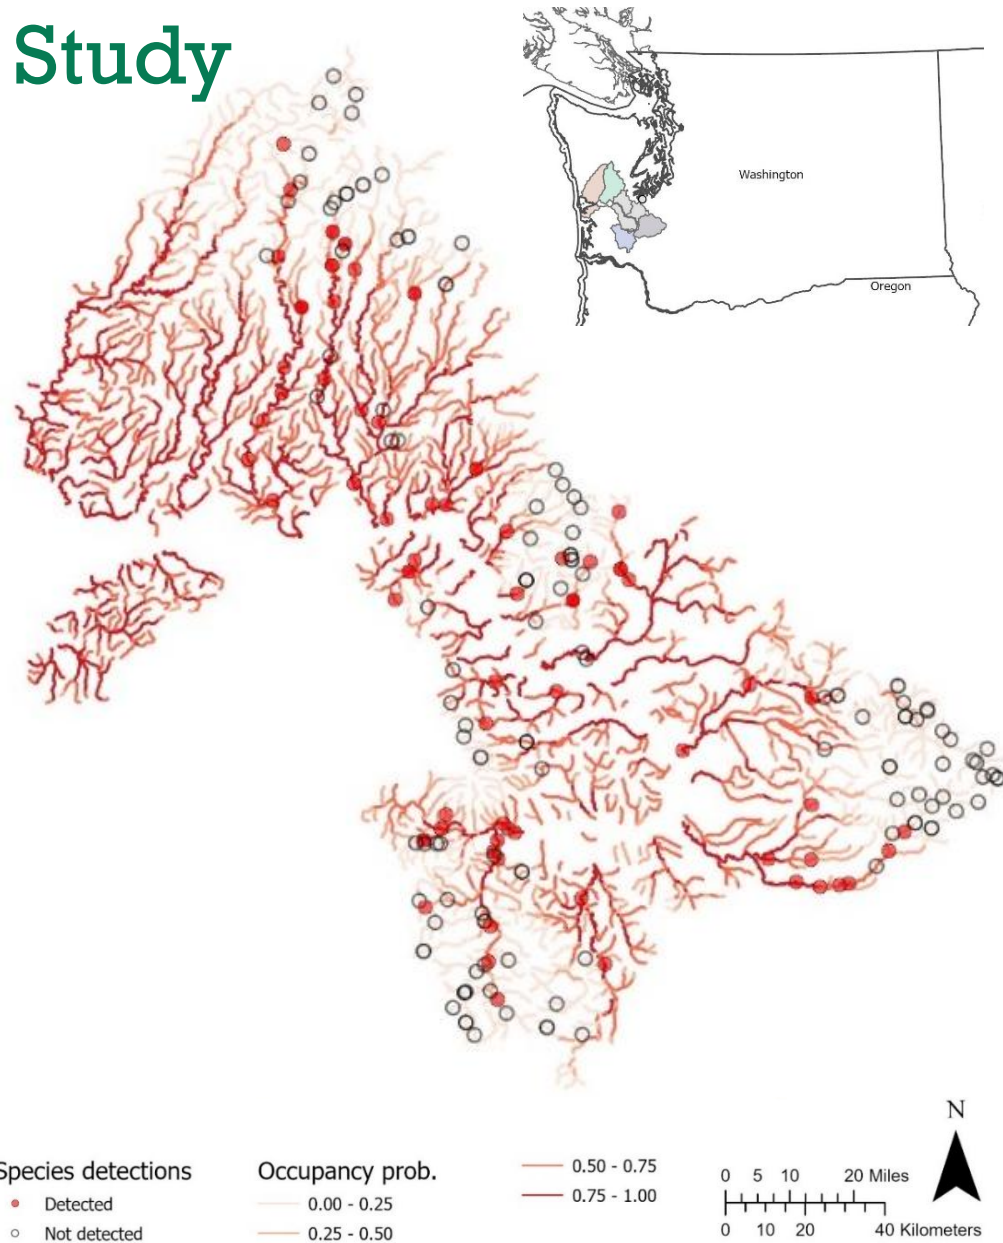 Study
Washington
Oregon
N
Species detections
Detected
Not detected
Occupancy prob.
0.00 - 0.25
0.25 - 0.50
0.50 - 0.75
0.75 - 1.00
0 5 10 20 Miles
0 10 20 40 Kilometers